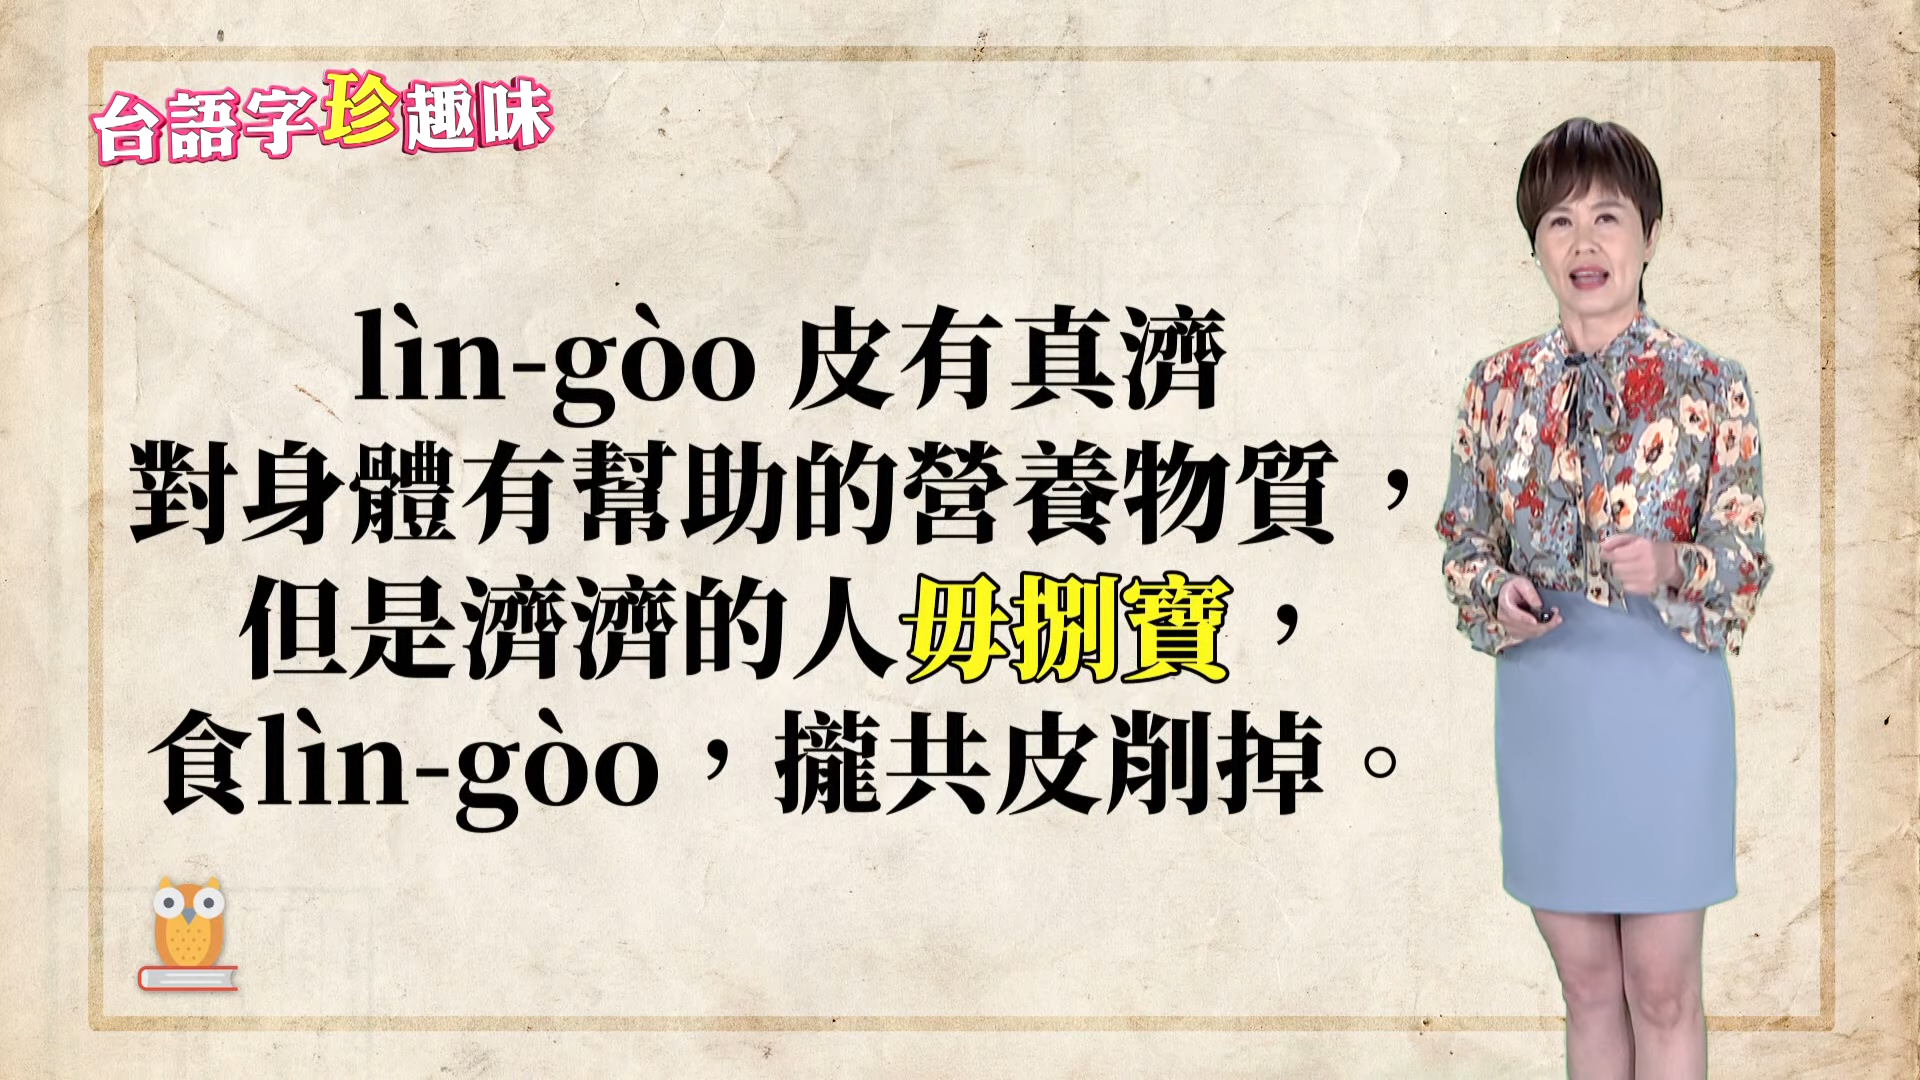 台語字珍趣味
lìn-gòo 皮有真濟
對身體有幫助的營養物質，
但是濟濟的人毋捌寶，
食lìn-gòo，攏共皮削掉。